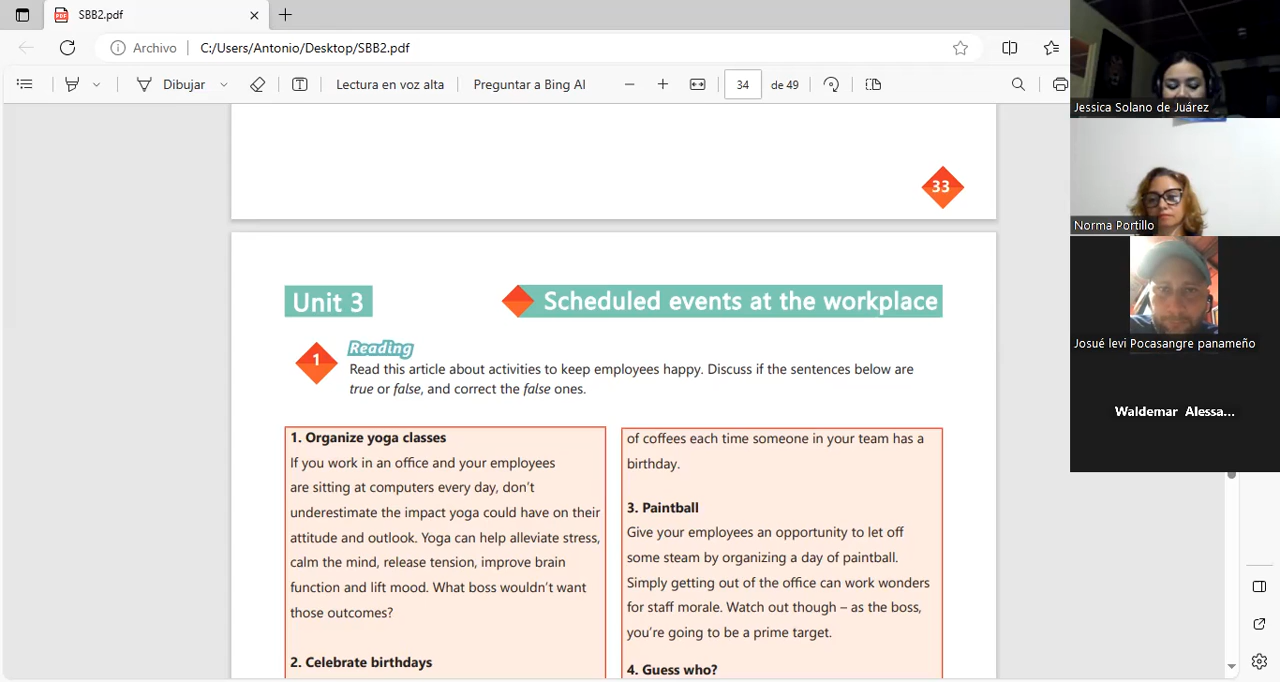 SBB2.pdf
Archivo
C:/Users/Antonio/Desktop/SBB2.pdf
Dibujar
Lectura en voz alta
Preguntar a Bing AI
34
de 49
33
Unit 3
Scheduled events at the workplace
1
Reading
Read this article about activities to keep employees happy. Discuss if the sentences below are
true or false, and correct the false ones.
1. Organize yoga classes
If you work in an office and your employees
are sitting at computers every day, don’t
underestimate the impact yoga could have on their
attitude and outlook. Yoga can help alleviate stress,
calm the mind, release tension, improve brain
function and lift mood. What boss wouldn’t want
those outcomes?
2. Celebrate birthdays
of coffees each time someone in your team has a
birthday.
3. Paintball
Give your employees an opportunity to let off
some steam by organizing a day of paintball.
Simply getting out of the office can work wonders
for staff morale. Watch out though – as the boss,
you’re going to be a prime target.
4. Guess who?
Jessica Solano de Juárez
Norma Portillo
Josué levi Pocasangre panameño
Waldemar Alessa...